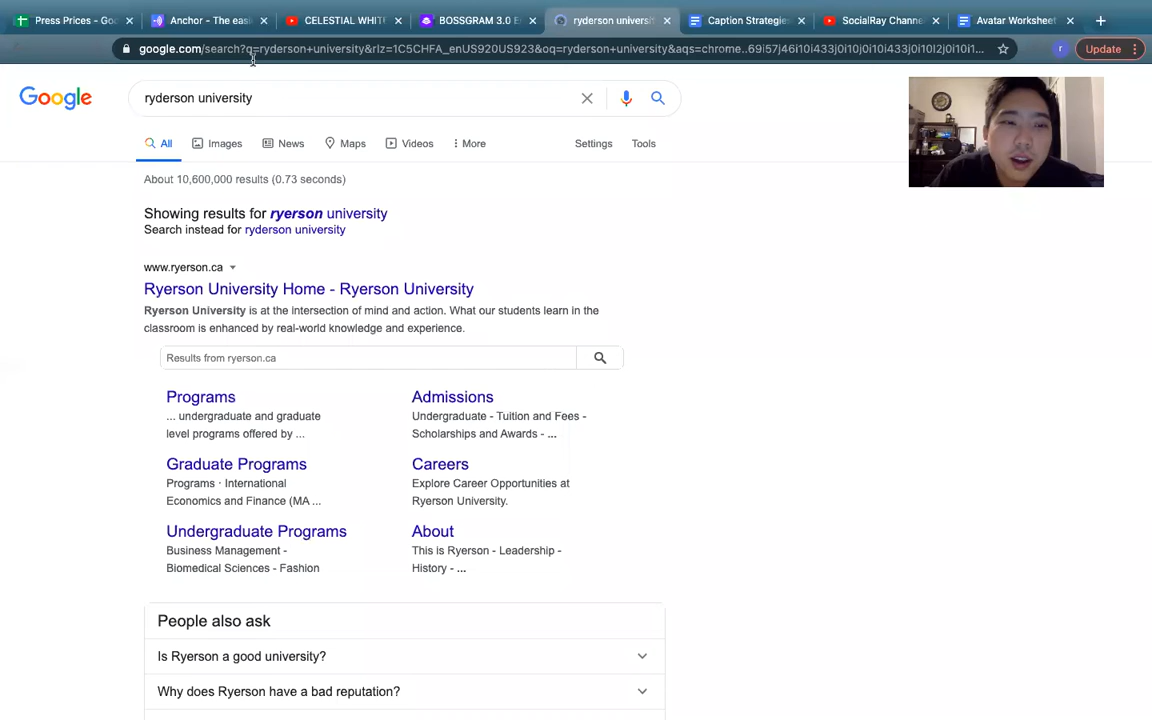 Press Prices - Go
Anchor - The easi
CELESTIAL WHIT
BOSSGRAM 3.0 E
ryderson universi
Caption Strategies
SocialRay Channe
Avatar Worksheet
google.com/search?q=ryderson+university&rlz=1C5CHFA_enUS920US923&oq=ryderson+university&aqs=chrome..69i57j46i10i433j0i10j0i10i433j0i10l2j0i10i1...
r
Update
Google
ryderson university
All
Images
News
Maps
Videos
More
Settings
Tools
About 10,600,000 results (0.73 seconds)
Showing results for ryerson university
Search instead for ryderson university
www.ryerson.ca
Ryerson University Home - Ryerson University
Ryerson University is at the intersection of mind and action. What our students learn in the
classroom is enhanced by real-world knowledge and experience.
Results from ryerson.ca
Programs
... undergraduate and graduate
level programs offered by ...
Admissions
Undergraduate - Tuition and Fees -
Scholarships and Awards - ...
Graduate Programs
Programs · International
Economics and Finance (MA ...
Careers
Explore Career Opportunities at
Ryerson University.
Undergraduate Programs
Business Management -
Biomedical Sciences - Fashion
About
This is Ryerson - Leadership -
History - ...
People also ask
Is Ryerson a good university?
Why does Ryerson have a bad reputation?